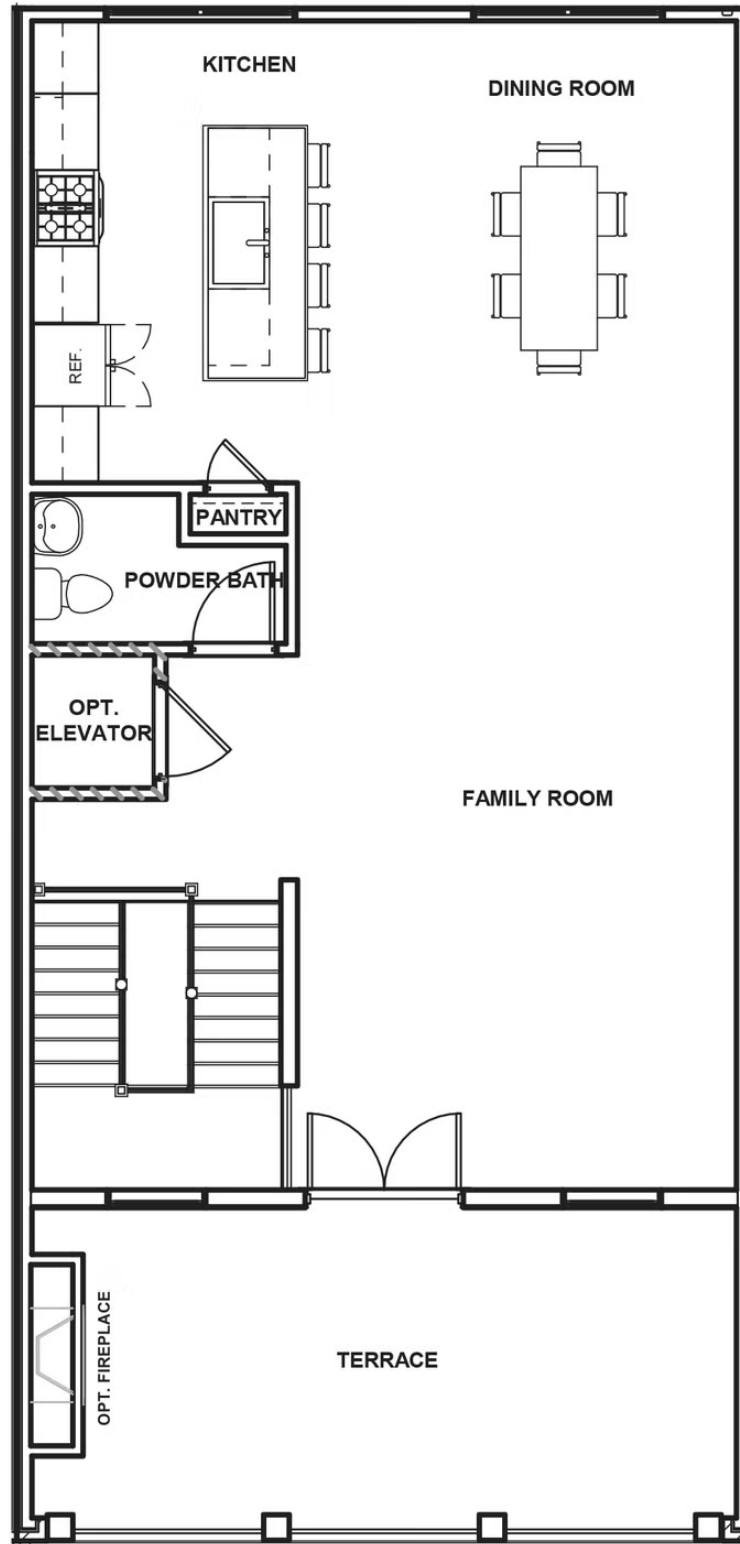 KITCHEN
DINING ROOM
REF.
PANTRY
POWDER BATH
OPT.
ELEVATOR
FAMILY ROOM
OPT. FIREPLACE
TERRACE